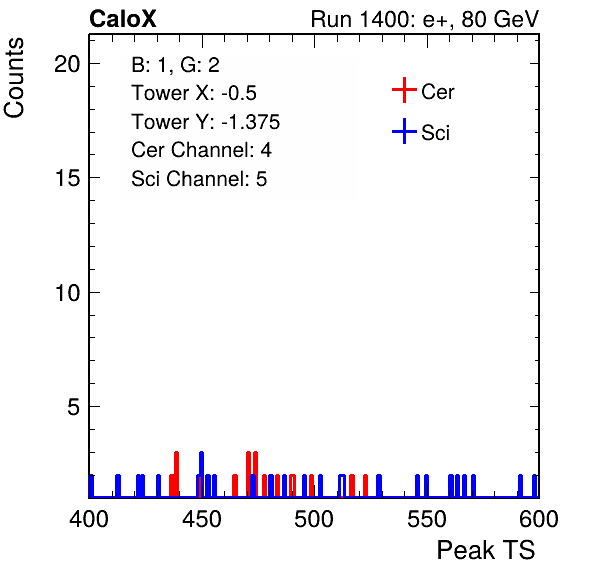 CaloX Run 1400: e+, 80 GeV
Counts
20
15
10
5
B: 1, G: 2
Tower X: -0.5
Tower Y: -1.375
Cer Channel: 4
Sci Channel: 5
Cer
Sci
400 450 500 550 600
Peak TS